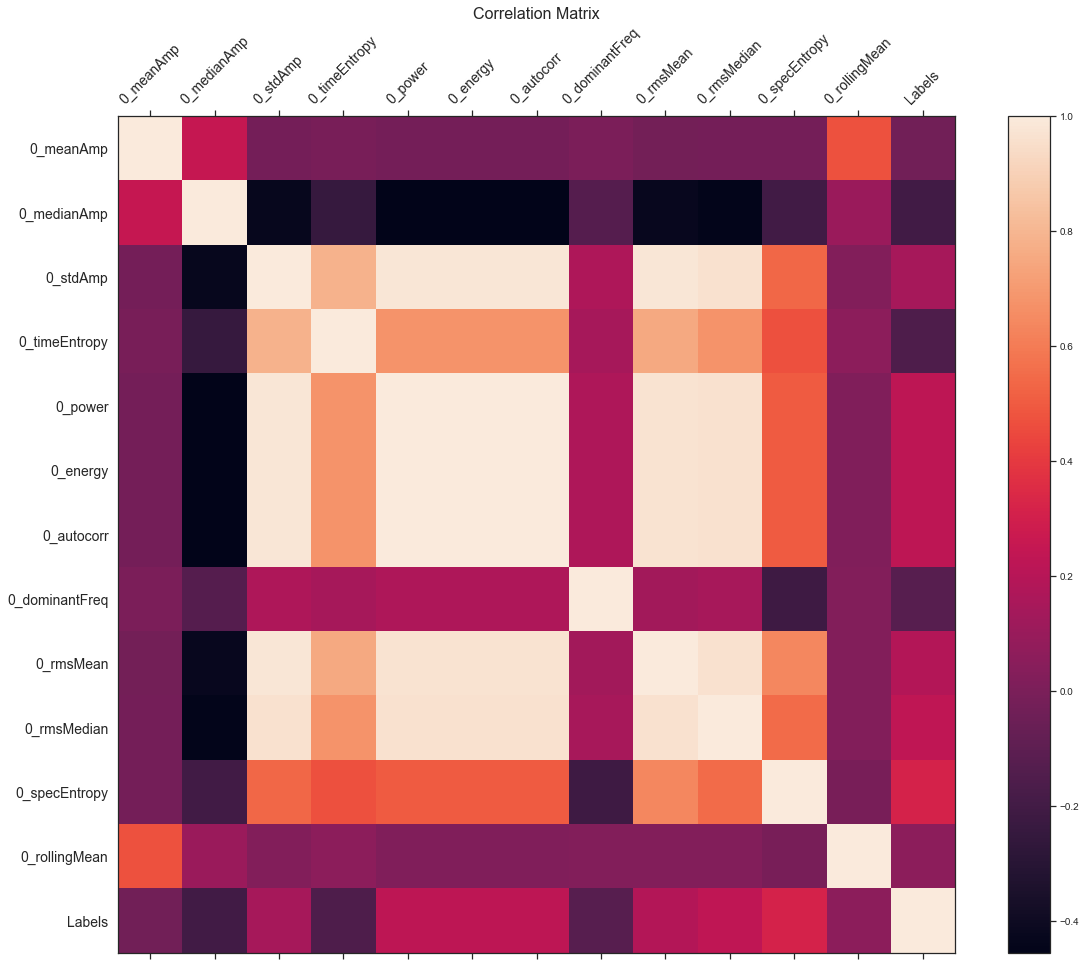 Correlation Matrix
0_meanAmp
0_medianAmp
0_stdAmp
0_timeEntropy
0_power
0_energy
0_autocorr
0_dominantFreq
0_rmsMean
0_rmsMedian
0_specEntropy
0_rollingMean
Labels
0_meanAmp
0_medianAmp
0_stdAmp
0_timeEntropy
0_power
0_energy
0_autocorr
0_dominantFreq
0_rmsMean
0_rmsMedian
0_specEntropy
0_rollingMean
Labels
1.0
0.8
0.6
0.4
0.2
0.0
−0.2
−0.4